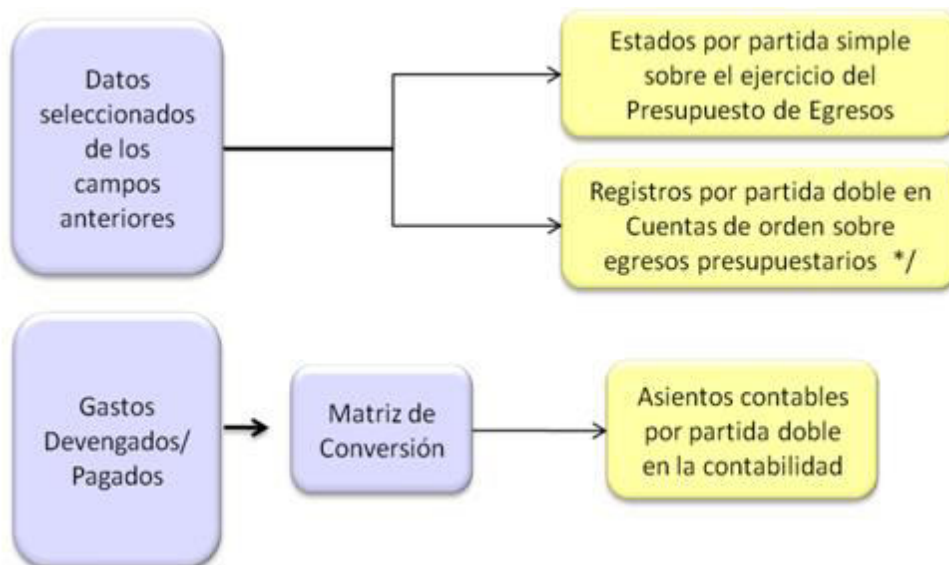 Datos
seleccionados
de los
campos
anteriores
Estados por partida simple
sobre el ejercicio del
Presupuesto de Egresos
Registros por partida doble en
Cuentas de orden sobre
egresos presupuestarios */
Gastos
Devengados/
Pagados
Matriz de
Conversión
Asientos contables
por partida doble
en la contabilidad